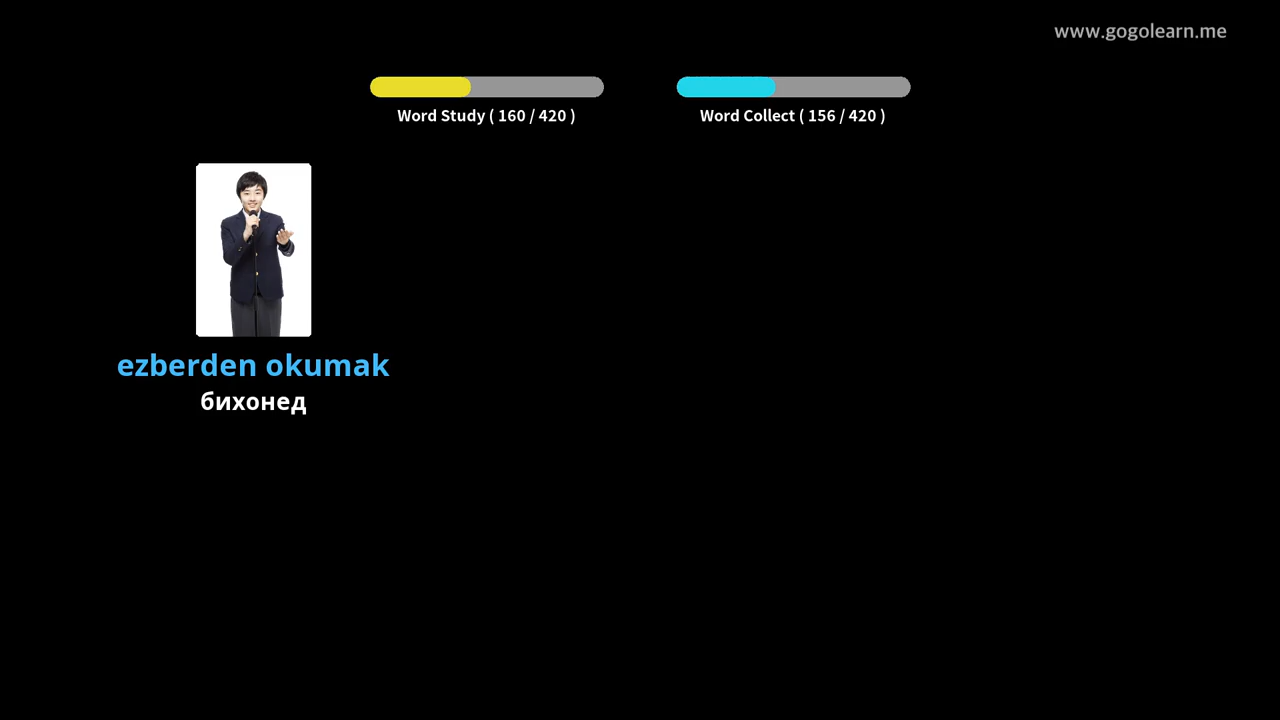 www.gogolearn.me
Word Study ( 160 / 420 )
Word Collect ( 156 / 420 )
ezberden okumak
бихонед